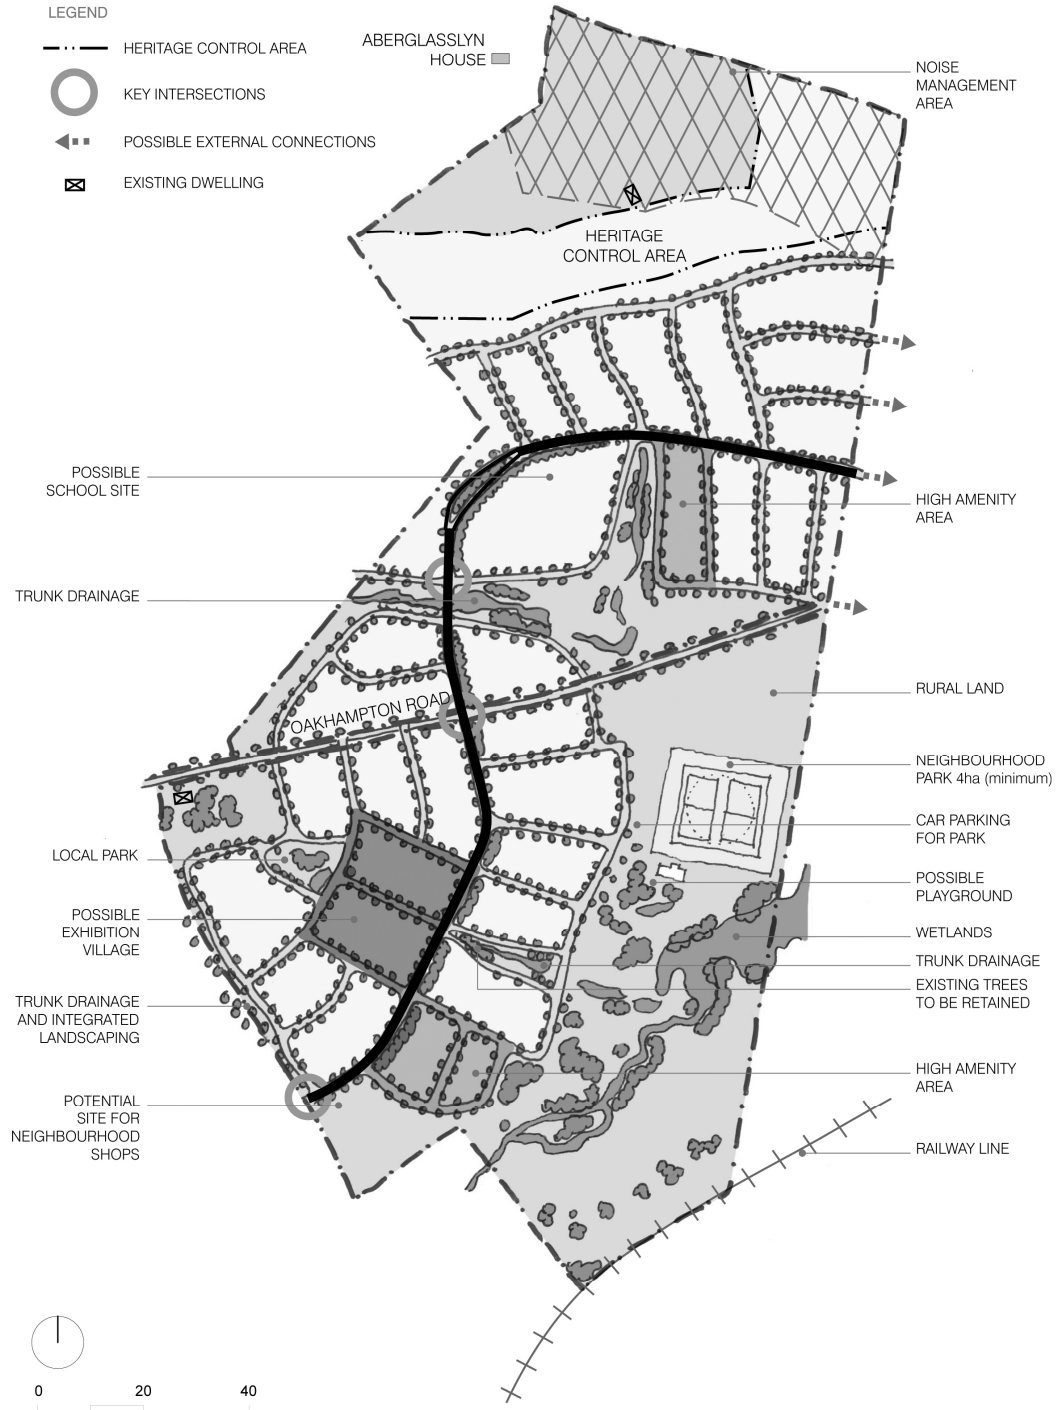 LEGEND
HERITAGE CONTROL AREA
KEY INTERSECTIONS
POSSIBLE EXTERNAL CONNECTIONS
EXISTING DWELLING
ABERGLASSLYN
HOUSE
NOISE
MANAGEMENT
AREA
HERITAGE
CONTROL AREA
POSSIBLE
SCHOOL SITE
HIGH AMENITY
AREA
TRUNK DRAINAGE
RURAL LAND
OAKHAMPTON ROAD
NEIGHBOURHOOD
PARK 4ha (minimum)
CAR PARKING
FOR PARK
LOCAL PARK
POSSIBLE
PLAYGROUND
POSSIBLE
EXHIBITION
VILLAGE
WETLANDS
TRUNK DRAINAGE
EXISTING TREES
TO BE RETAINED
TRUNK DRAINAGE
AND INTEGRATED
LANDSCAPING
HIGH AMENITY
AREA
POTENTIAL
SITE FOR
NEIGHBOURHOOD
SHOPS
RAILWAY LINE
0 20 40